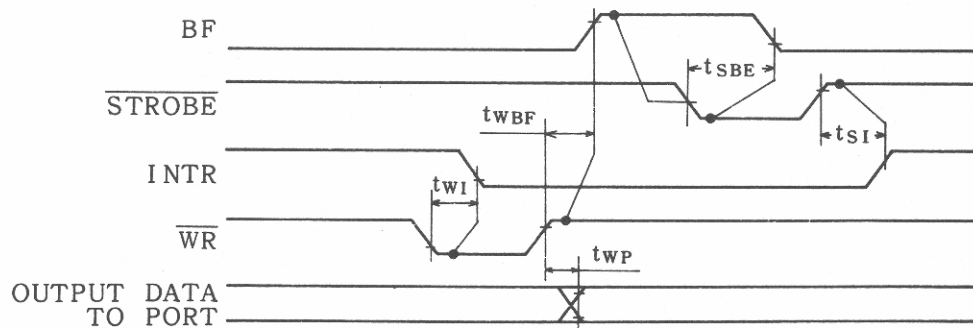 BF
tSBE
STROBE
tWBF
tSI
INTR
tWI
WR
tWP
OUTPUT DATA
TO PORT